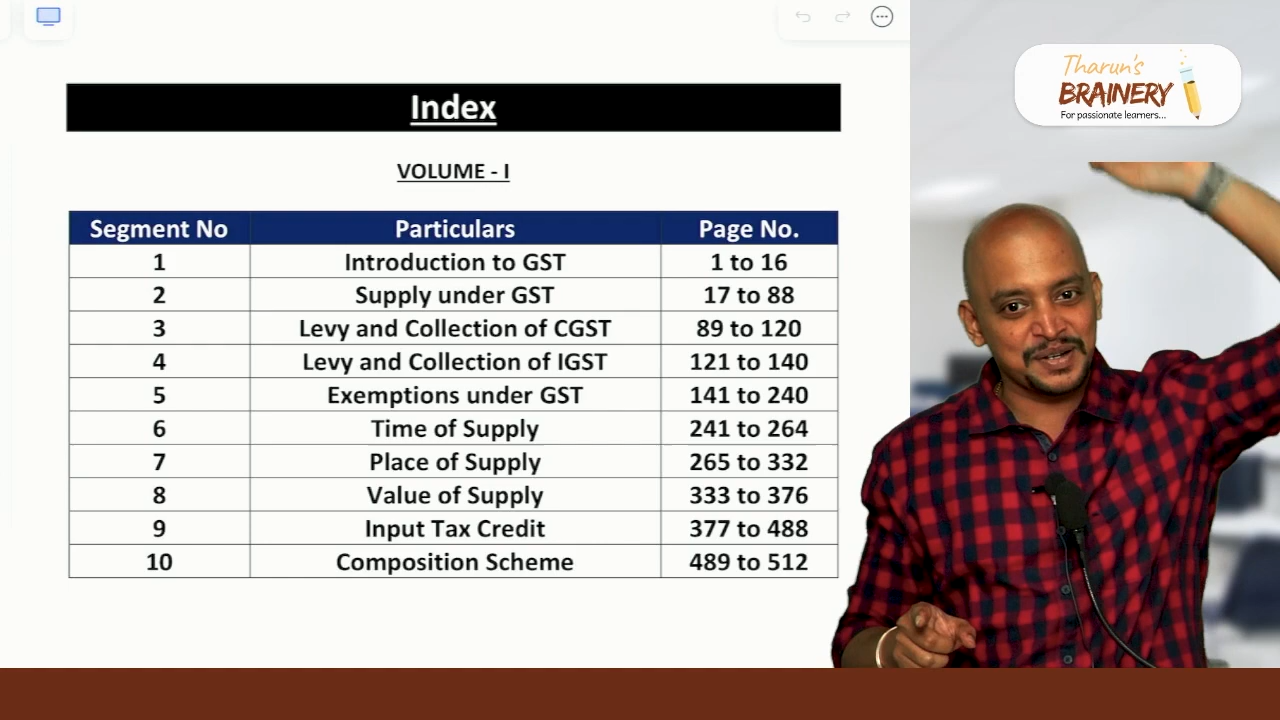 Index
VOLUME - I
Segment No Particulars Page No.
1 Introduction to GST 1 to 16
2 Supply under GST 17 to 88
3 Levy and Collection of CGST 89 to 120
4 Levy and Collection of IGST 121 to 140
5 Exemptions under GST 141 to 240
6 Time of Supply 241 to 264
7 Place of Supply 265 to 332
8 Value of Supply 333 to 376
9 Input Tax Credit 377 to 488
10 Composition Scheme 489 to 512
Tharun's
BRAINERY
For passionate learners...